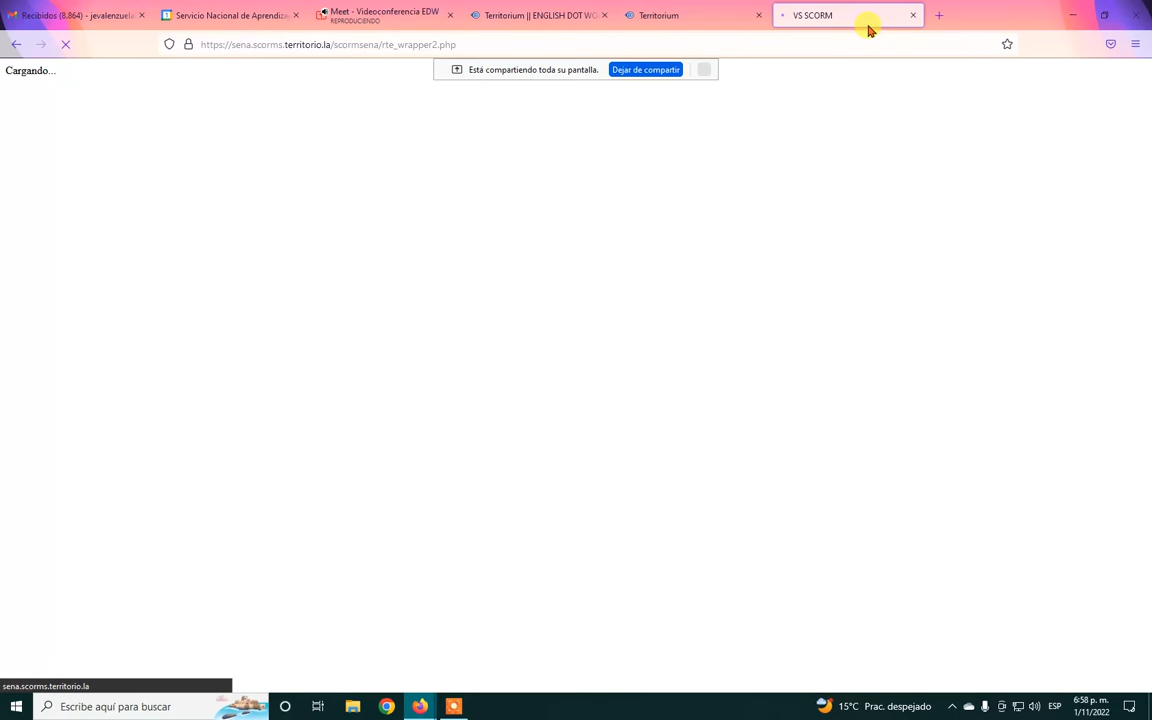 Recibidos (8.864) - jevalenzuela
Servicio Nacional de Aprendiza
Meet - Videoconferencia EDW
REPRODUCIENDO
Territorium || ENGLISH DOT WO
Territorium
VS SCORM
https://sena.scorms.territorio.la/scormsena/rte_wrapper2.php
Cargando...
Está compartiendo toda su pantalla.
Dejar de compartir
sena.scorms.territorio.la
Escribe aquí para buscar
15°C Prac. despejado
ESP
6:58 p. m.
1/11/2022